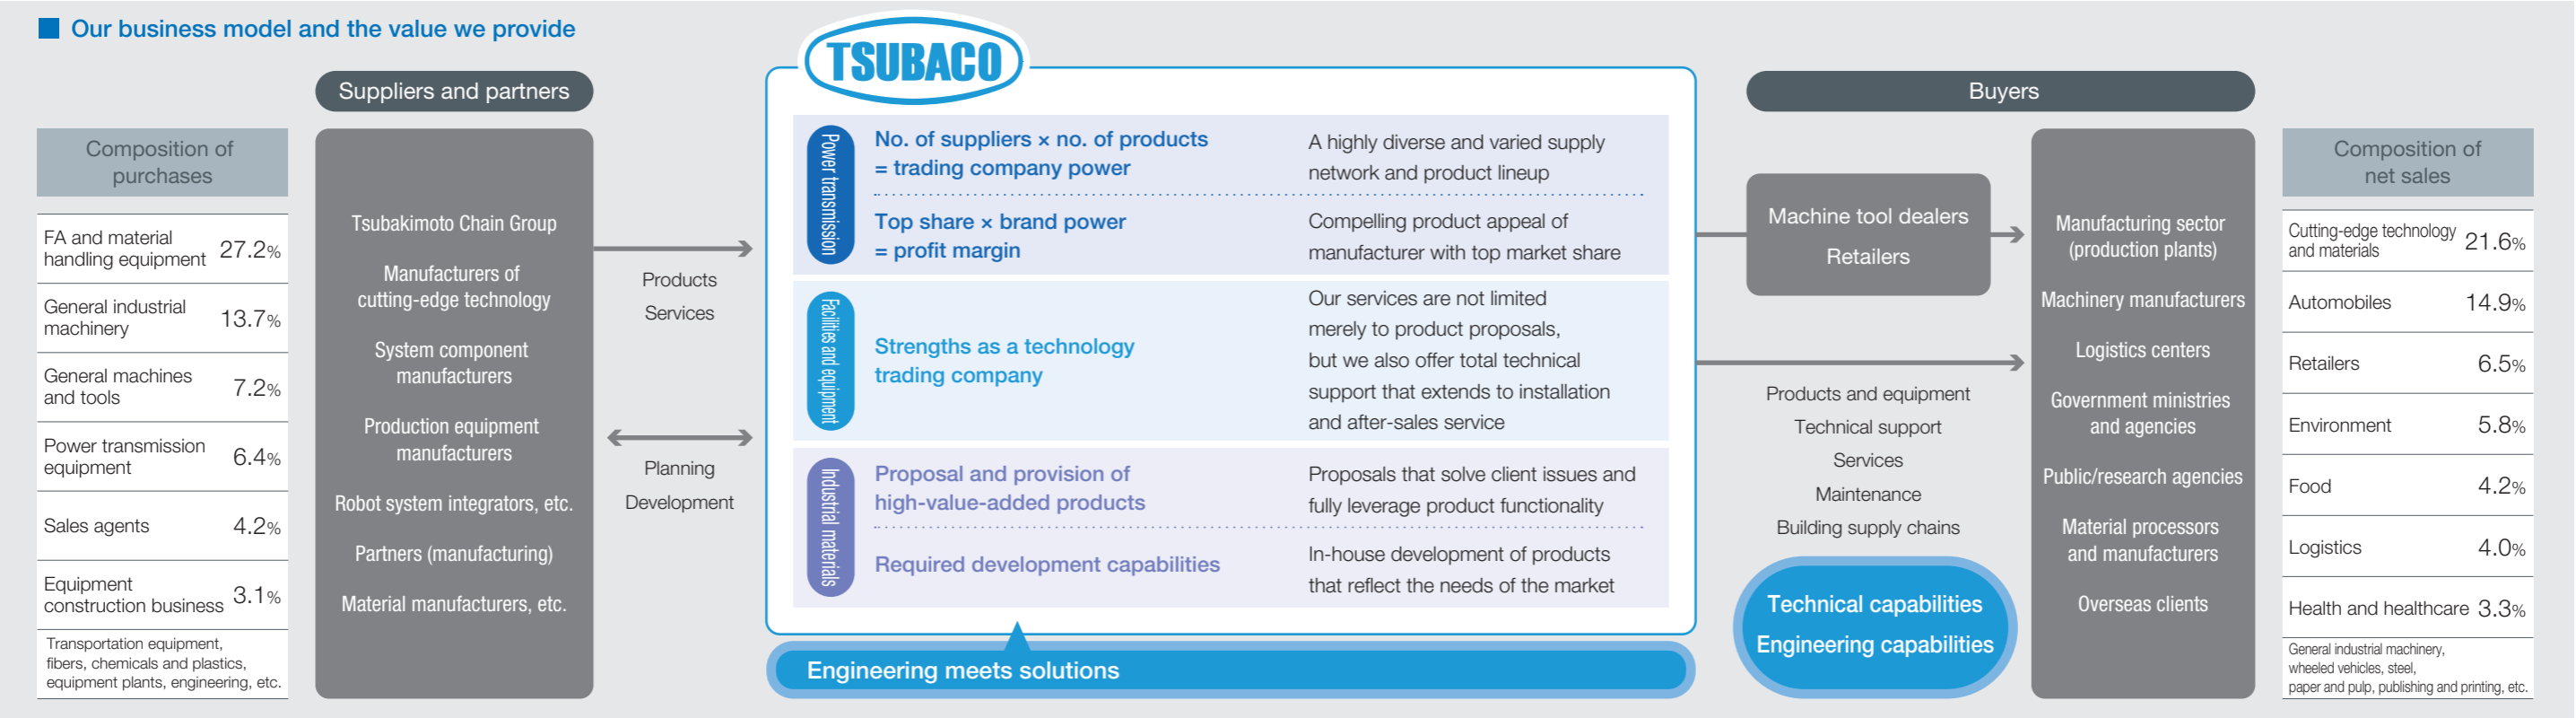 Our business model and the value we provide
Composition of
purchases
FA and material
handling equipment 27.2%
General industrial
machinery 13.7%
General machines
and tools 7.2%
Power transmission
equipment 6.4%
Sales agents 4.2%
Equipment
construction business 3.1%
Transportation equipment,
fibers, chemicals and plastics,
equipment plants, engineering, etc.
Suppliers and partners
Tsubakimoto Chain Group
Manufacturers of
cutting-edge technology
System component
manufacturers
Production equipment
manufacturers
Robot system integrators, etc.
Partners (manufacturing)
Material manufacturers, etc.
Products
Services
Planning
Development
TSUBACO
Power transmission
No. of suppliers × no. of products
= trading company power
A highly diverse and varied supply
network and product lineup
Top share × brand power
= profit margin
Compelling product appeal of
manufacturer with top market share
Facilities and equipment
Strengths as a technology
trading company
Our services are not limited
merely to product proposals,
but we also offer total technical
support that extends to installation
and after-sales service
Industrial materials
Proposal and provision of
high-value-added products
Proposals that solve client issues and
fully leverage product functionality
Required development capabilities
In-house development of products
that reflect the needs of the market
Engineering meets solutions
Buyers
Machine tool dealers
Retailers
Products and equipment
Technical support
Services
Maintenance
Building supply chains
Technical capabilities
Engineering capabilities
Manufacturing sector
(production plants)
Machinery manufacturers
Logistics centers
Government ministries
and agencies
Public/research agencies
Material processors
and manufacturers
Overseas clients
Composition of
net sales
Cutting-edge technology
and materials 21.6%
Automobiles 14.9%
Retailers 6.5%
Environment 5.8%
Food 4.2%
Logistics 4.0%
Health and healthcare 3.3%
General industrial machinery,
wheeled vehicles, steel,
paper and pulp, publishing and printing, etc.